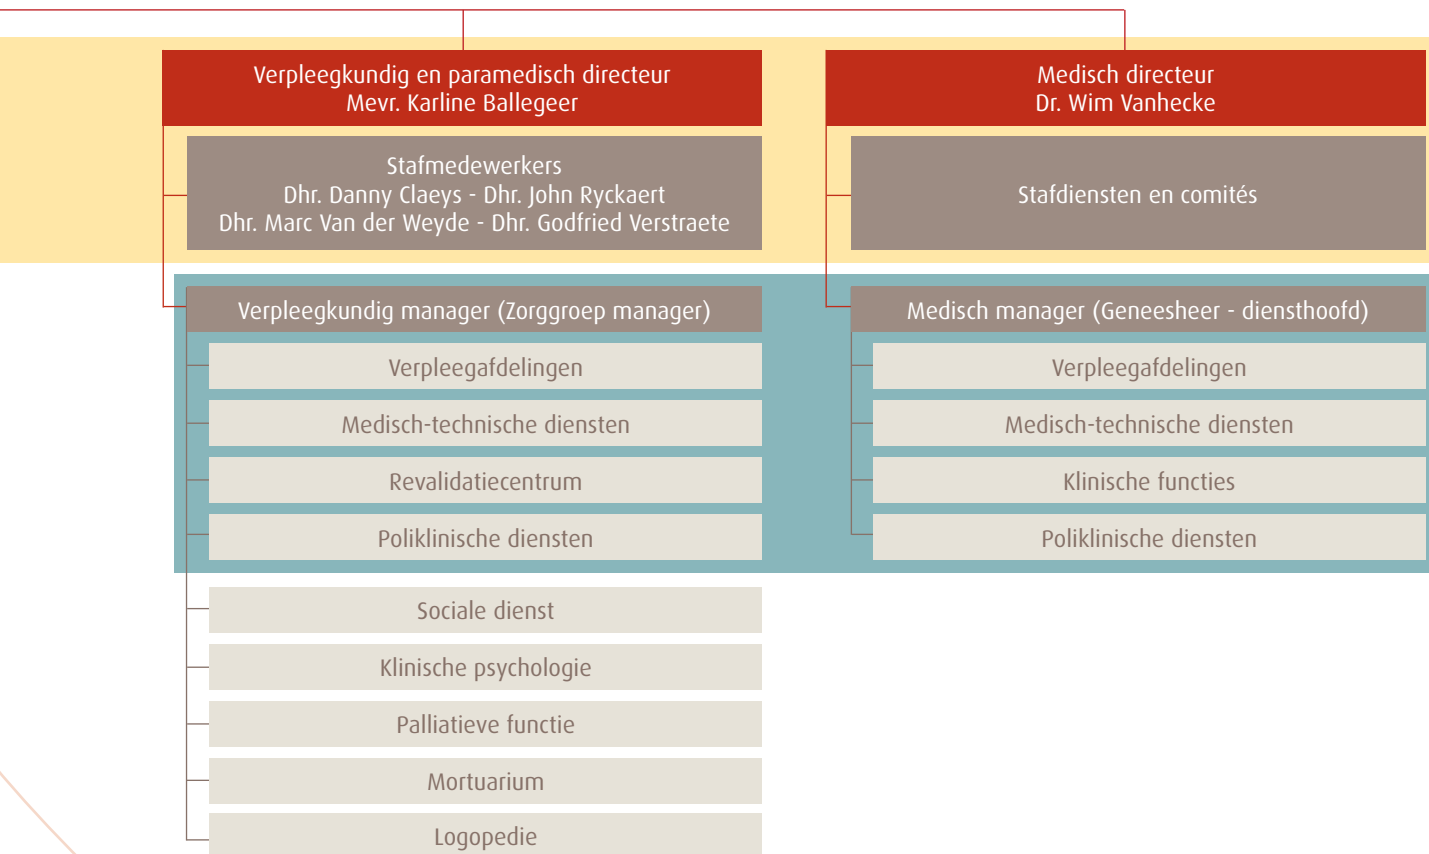 Verpleegkundig en paramedisch directeur
Mevr. Karline Ballegeer
Stafmedewerkers
Dhr. Danny Claeys - Dhr. John Ryckaert
Dhr. Marc Van der Weyde - Dhr. Godfried Verstraete
Verpleegkundig manager (Zorggroep manager)
Verpleegafdelingen
Medisch-technische diensten
Revalidatiecentrum
Poliklinische diensten
Sociale dienst
Klinische psychologie
Palliatieve functie
Mortuarium
Logopedie
Medisch directeur
Dr. Wim Vanhecke
Stafdiensten en comités
Medisch manager (Geneesheer - diensthoofd)
Verpleegafdelingen
Medisch-technische diensten
Klinische functies
Poliklinische diensten